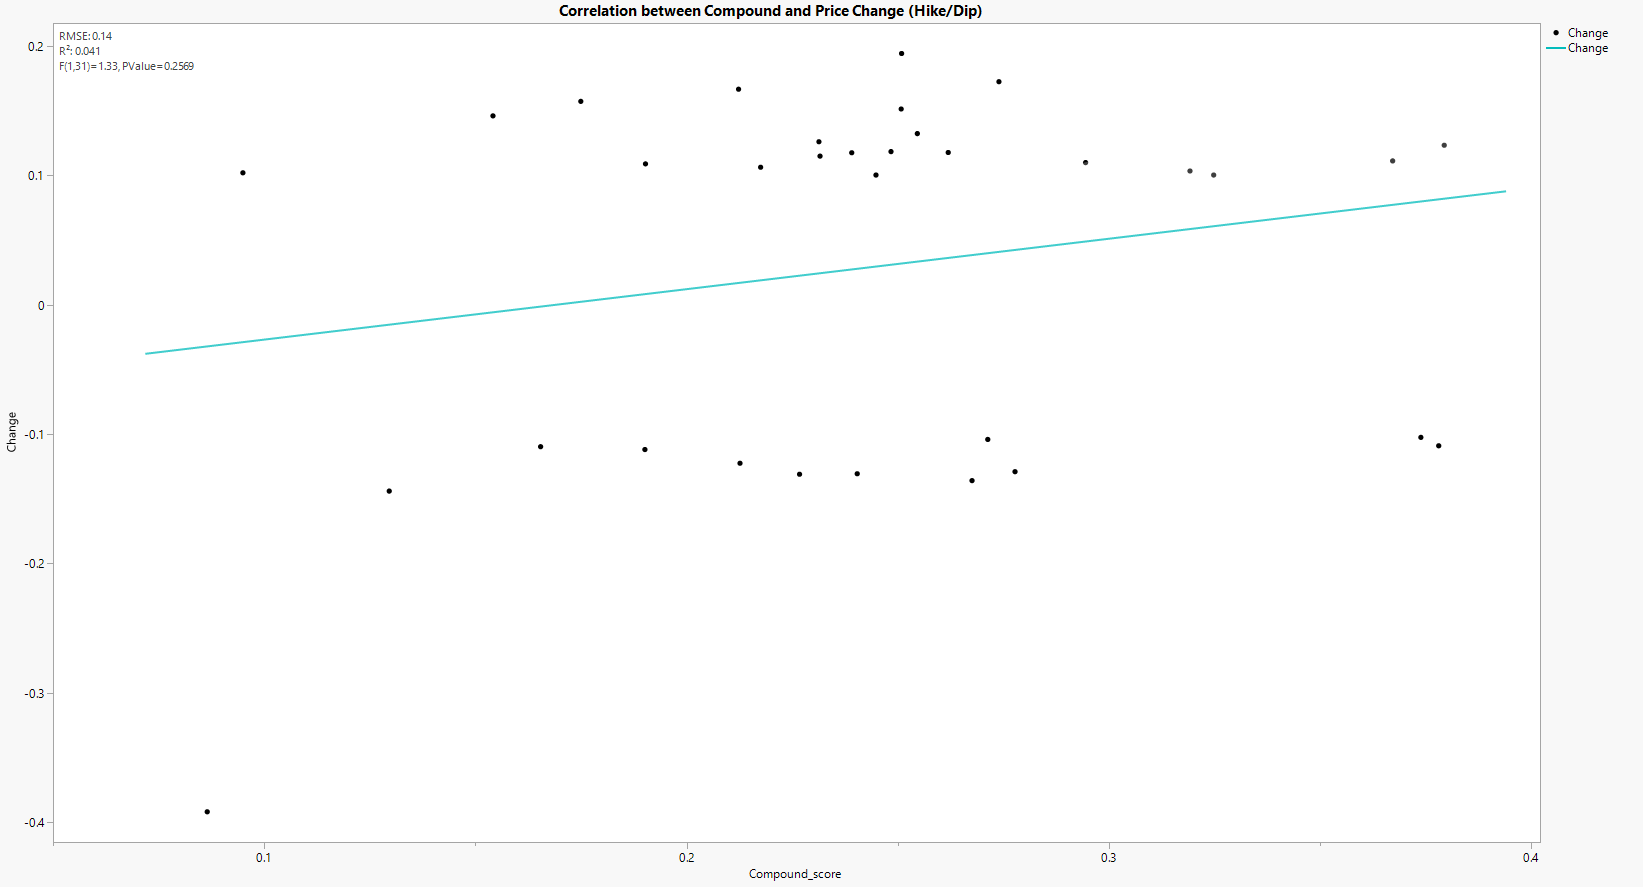 Correlation between Compound and Price Change (Hike/Dip)
RMSE: 0.14
R²: 0.041
F(1,31)=1.33, PValue=0.2569
Change
Change
0.2
0.1
0
-0.1
-0.2
-0.3
-0.4
Change
0.1 0.2 0.3 0.4
Compound_score